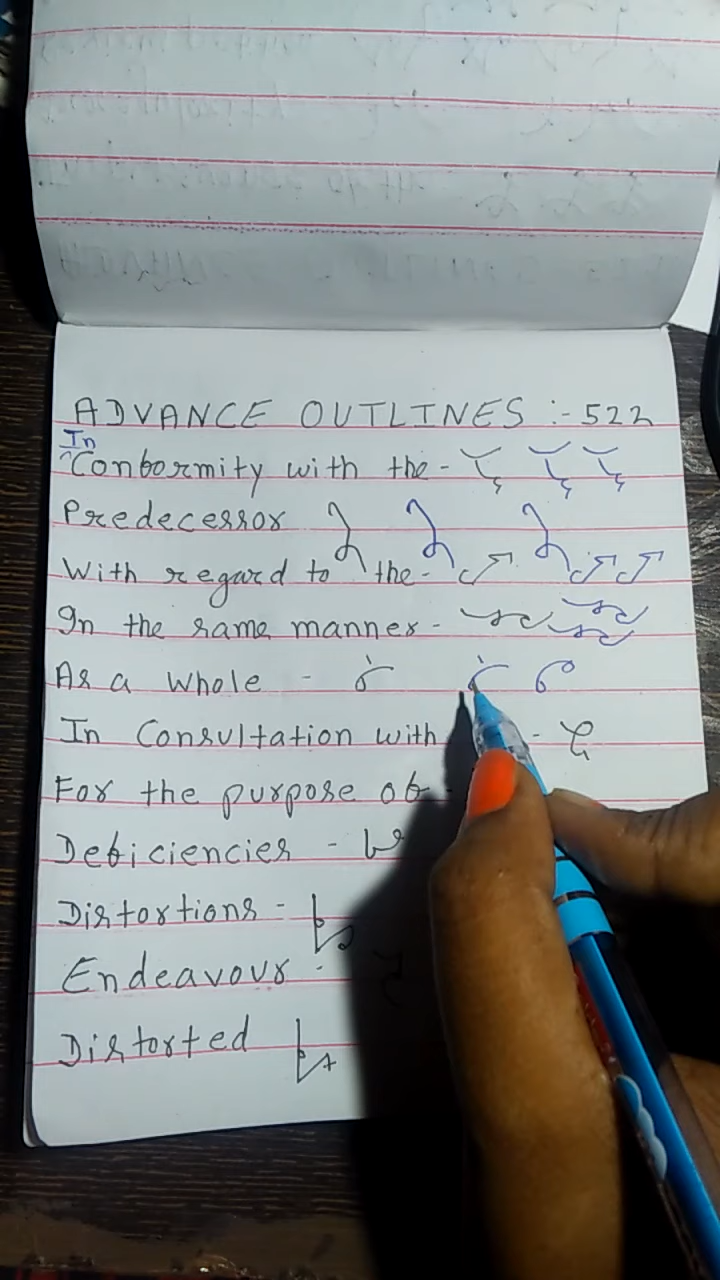 ADVANCE OUTLINES :- 522
In
^Conformity with the -
Predecessor
With regard to the -
In the same manner -
As a whole -
In Consultation with -
For the purpose of -
Deficiencies -
Distortions -
Endeavour -
Distorted